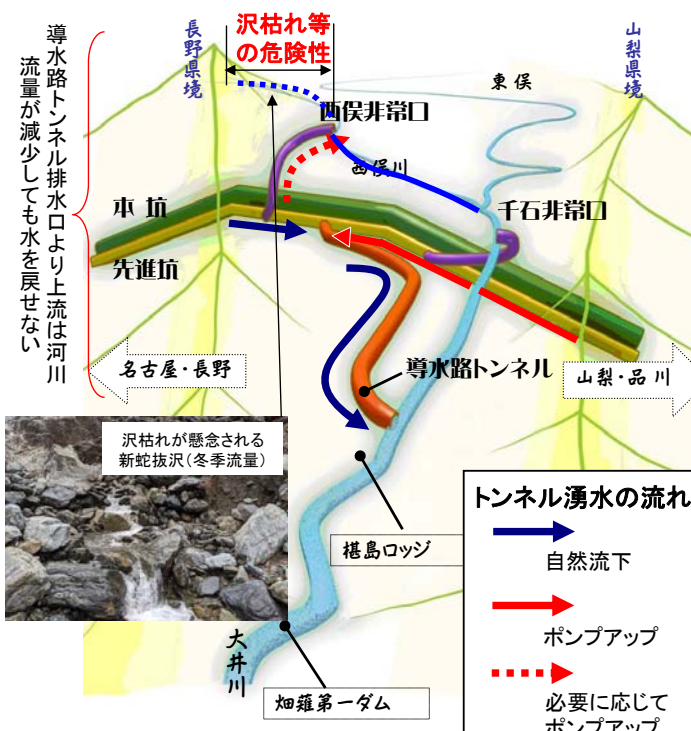 導水路トンネル排水口より上流は河川
流量が減少しても水を戻せない
長野県境
沢枯れ等
の危険性
山梨県境
東俣
西俣非常口
西俣川
千石非常口
本坑
先進坑
名古屋・長野
導水路トンネル
山梨・品川
沢枯れが懸念される
新蛇抜沢(冬季流量)
椹島ロッジ
大井川
畑薙第一ダム
トンネル湧水の流れ
自然流下
ポンプアップ
必要に応じて
ポンプアップ